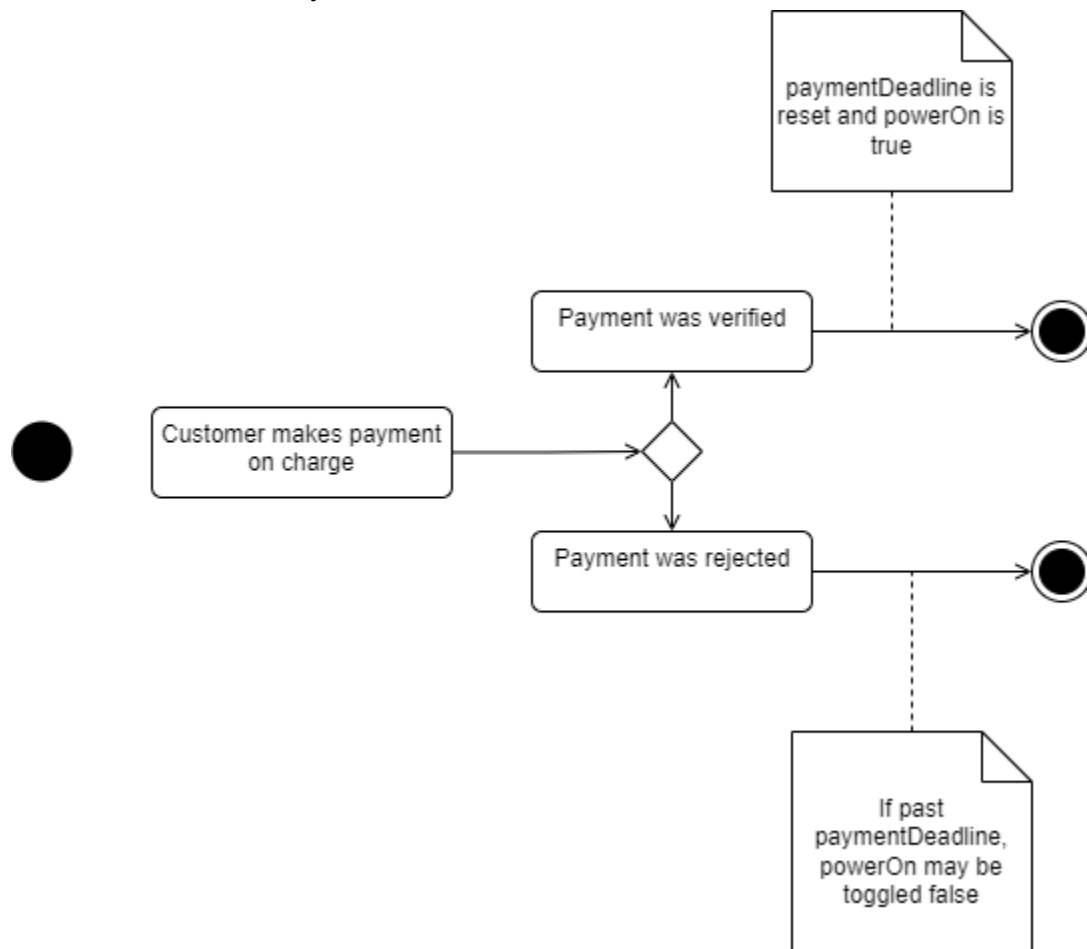 paymentDeadline is
reset and powerOn is
true
Payment was verified
Customer makes payment
on charge
Payment was rejected
If past
paymentDeadline,
powerOn may be
toggled false